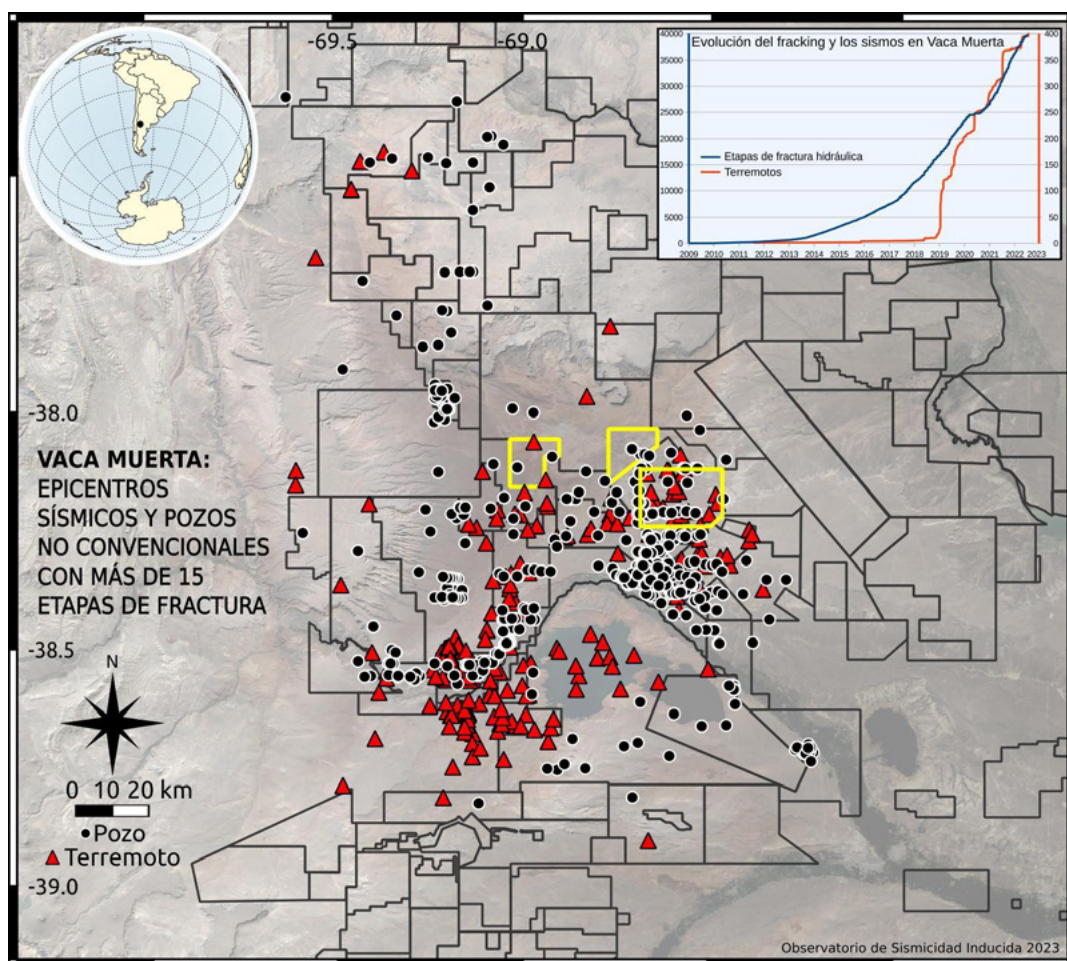 -69.5
-69.0
Evolución del fracking y los sismos en Vaca Muerta
40000
35000
30000
25000
20000
15000
10000
5000
0
400
350
300
250
200
150
100
50
0
Etapas de fractura hidráulica
Terremotos
2009 2010 2011 2012 2013 2014 2015 2016 2017 2018 2019 2020 2021 2022 2023
-38.0
VACA MUERTA:
EPICENTROS
SÍSMICOS Y POZOS
NO CONVENCIONALES
CON MÁS DE 15
ETAPAS DE FRACTURA
-38.5
N
0 10 20 km
Pozo
Terremoto
-39.0
Observatorio de Sismicidad Inducida 2023